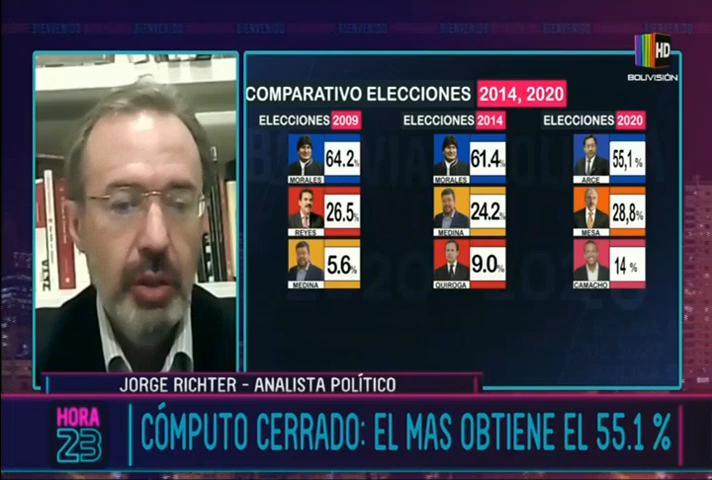 HD
BOLIVISIÓN
COMPARATIVO ELECCIONES 2014, 2020
ELECCIONES 2009
64.2%
MORALES
26.5%
REYES
5.6%
MEDINA
ELECCIONES 2014
61.4%
MORALES
24.2%
MEDINA
9.0%
QUIROGA
ELECCIONES 2020
55,1 %
ARCE
28,8%
MESA
14 %
CAMACHO
JORGE RICHTER - ANALISTA POLÍTICO
HORA
23
CÓMPUTO CERRADO: EL MAS OBTIENE EL 55.1 %